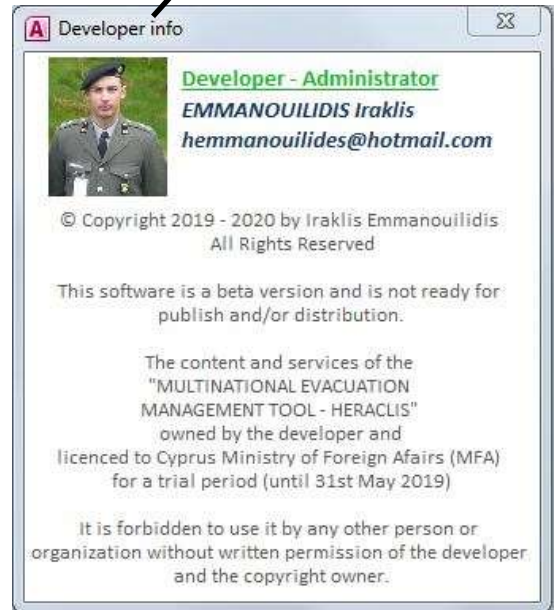 A Developer info
Developer - Administrator
EMMANOUILIDIS Iraklis
hemmanouilides@hotmail.com
© Copyright 2019 - 2020 by Iraklis Emmanouilidis
All Rights Reserved
This software is a beta version and is not ready for
publish and/or distribution.
The content and services of the
"MULTINATIONAL EVACUATION
MANAGEMENT TOOL - HERACLIS"
owned by the developer and
licenced to Cyprus Ministry of Foreign Afairs (MFA)
for a trial period (until 31st May 2019)
It is forbidden to use it by any other person or
organization without written permission of the developer
and the copyright owner.